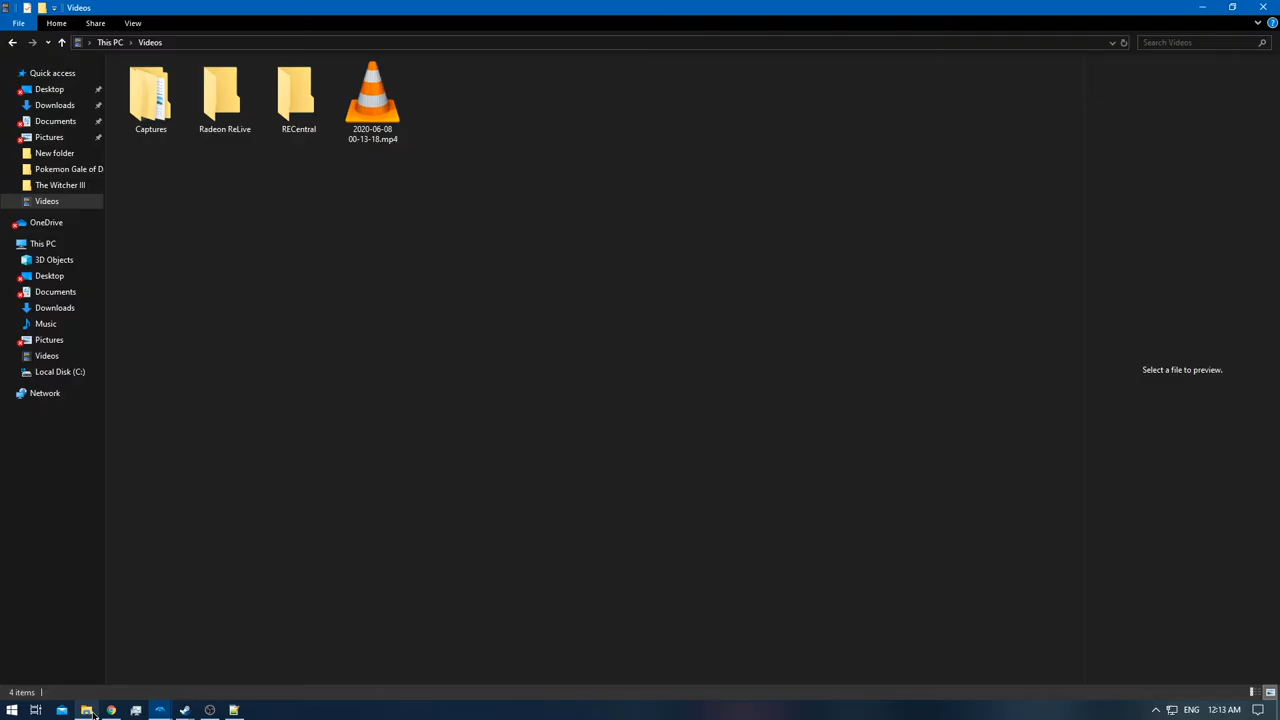 Videos
File Home Share View
This PC Videos
Search Videos
Quick access
Desktop
Downloads
Documents
Pictures
New folder
Pokemon Gale of D
The Witcher III
Videos
OneDrive
This PC
3D Objects
Desktop
Documents
Downloads
Music
Pictures
Videos
Local Disk (C:)
Network
Captures
Radeon ReLive
RECentral
2020-06-08
00-13-18.mp4
Select a file to preview.
4 items
ENG 12:13 AM